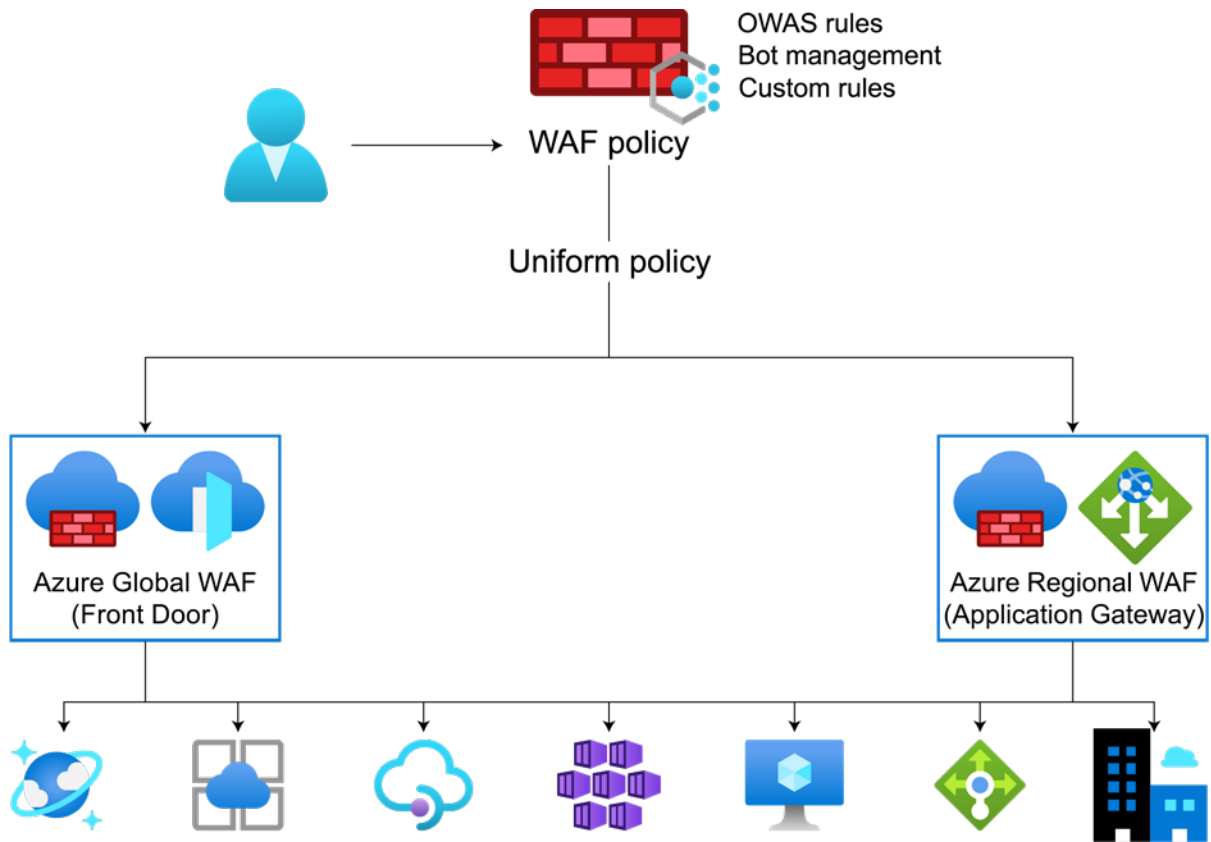 OWAS rules
Bot management
Custom rules
WAF policy
Uniform policy
Azure Global WAF
(Front Door)
Azure Regional WAF
(Application Gateway)